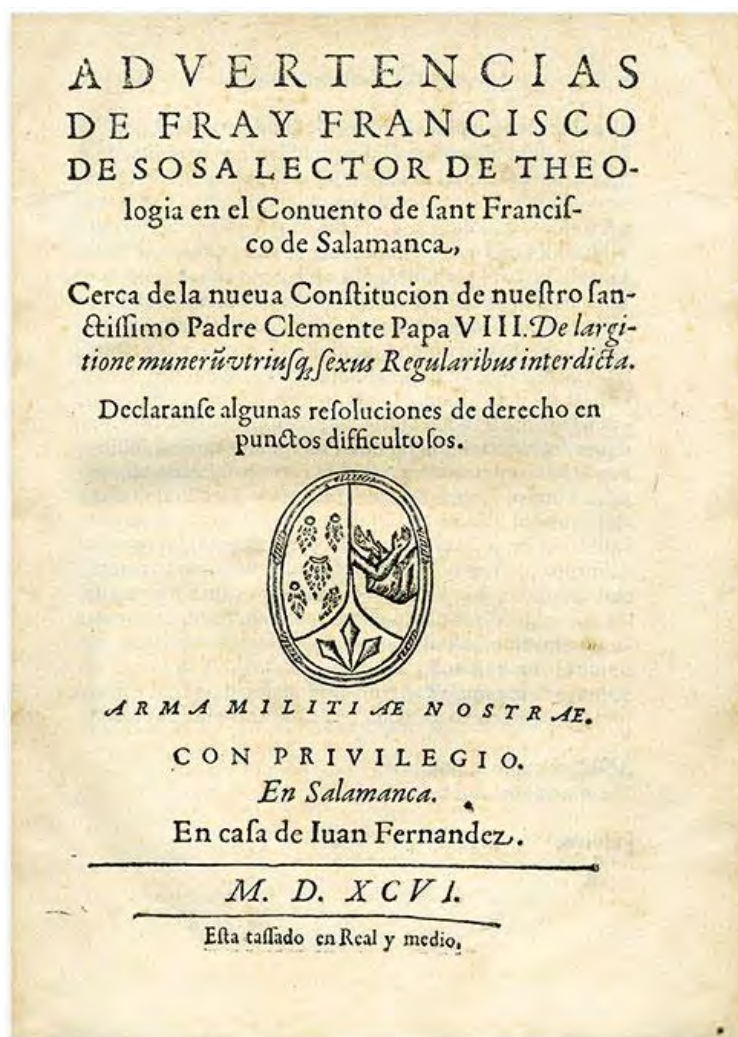 ADVERTENCIAS
DE FRAY FRANCISCO
DE SOSA LECTOR DE THEO-
logia en el Conuento de ſant Franciſ-
co de Salamanca,
Cerca de la nueua Conſtitucion de nueſtro ſan-
ctiſſimo Padre Clemente Papa VIII. De largi-
tione munerũ vtriuſq; ſexus Regularibus interdicta.
Declaranſe algunas reſoluciones de derecho en
punctos difficultoſos.
ARMA MILITIAE NOSTRAE.
CON PRIVILEGIO.
En Salamanca.
En caſa de Iuan Fernandez.
M. D. XCVI.
Eſta taſſado en Real y medio.